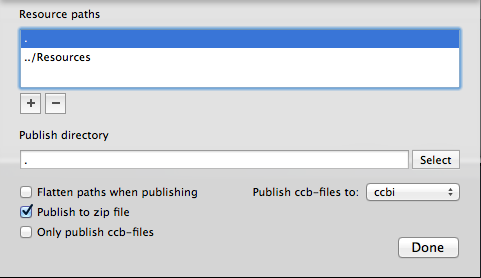 Resource paths
.
../Resources
+ −
Publish directory
. Select
Flatten paths when publishing Publish ccb-files to: ccbi
Publish to zip file
Only publish ccb-files
Done